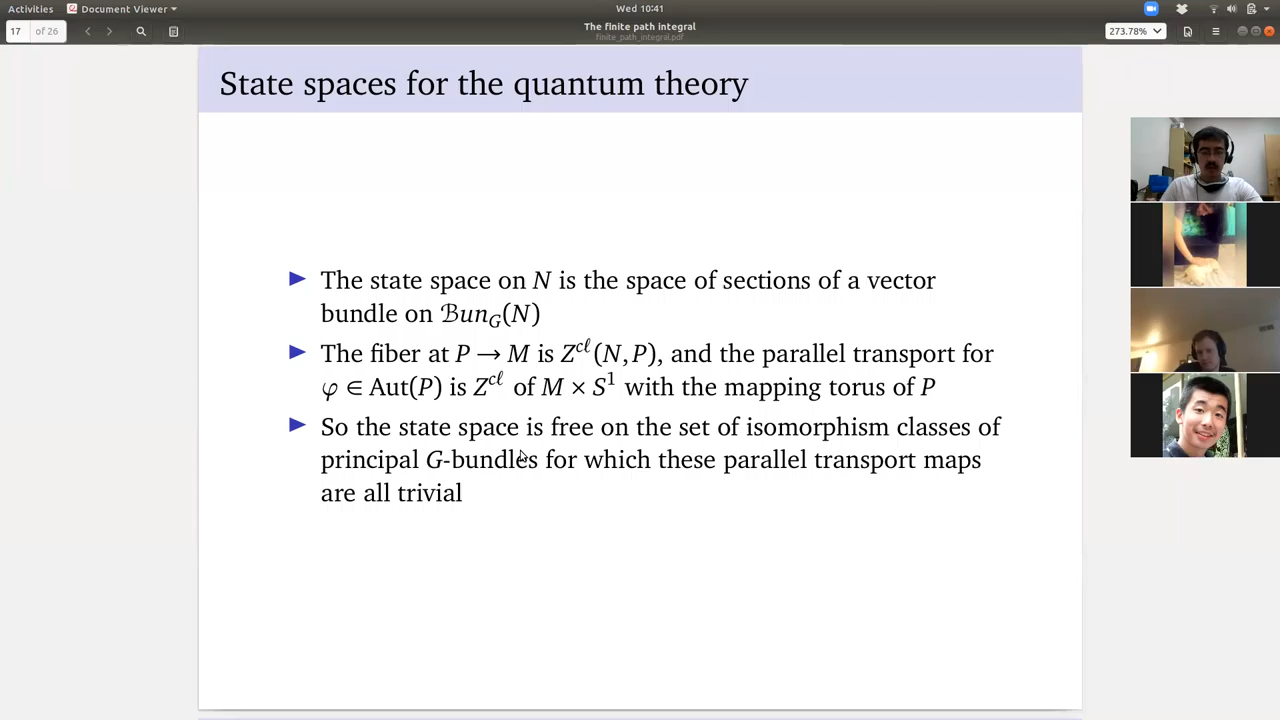 Activities Document Viewer Wed 10:41
The finite path integral
finite_path_integral.pdf
17 of 26
273.78%
State spaces for the quantum theory
▶ The state space on N is the space of sections of a vector
bundle on ℬun_G(N)
▶ The fiber at P → M is Z^{cℓ}(N, P), and the parallel transport for
φ ∈ Aut(P) is Z^{cℓ} of M × S^1 with the mapping torus of P
▶ So the state space is free on the set of isomorphism classes of
principal G-bundles for which these parallel transport maps
are all trivial